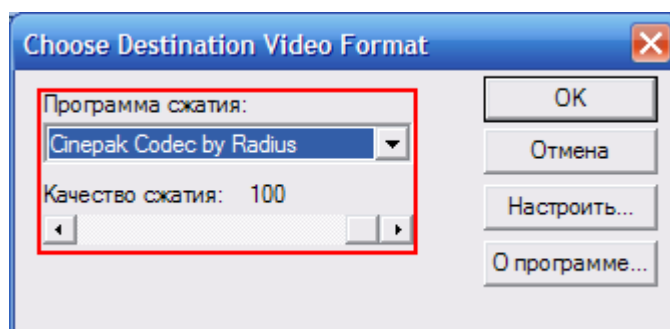 Choose Destination Video Format
Программа сжатия:
Cinepak Codec by Radius
Качество сжатия: 100
OK
Отмена
Настроить...
О программе...